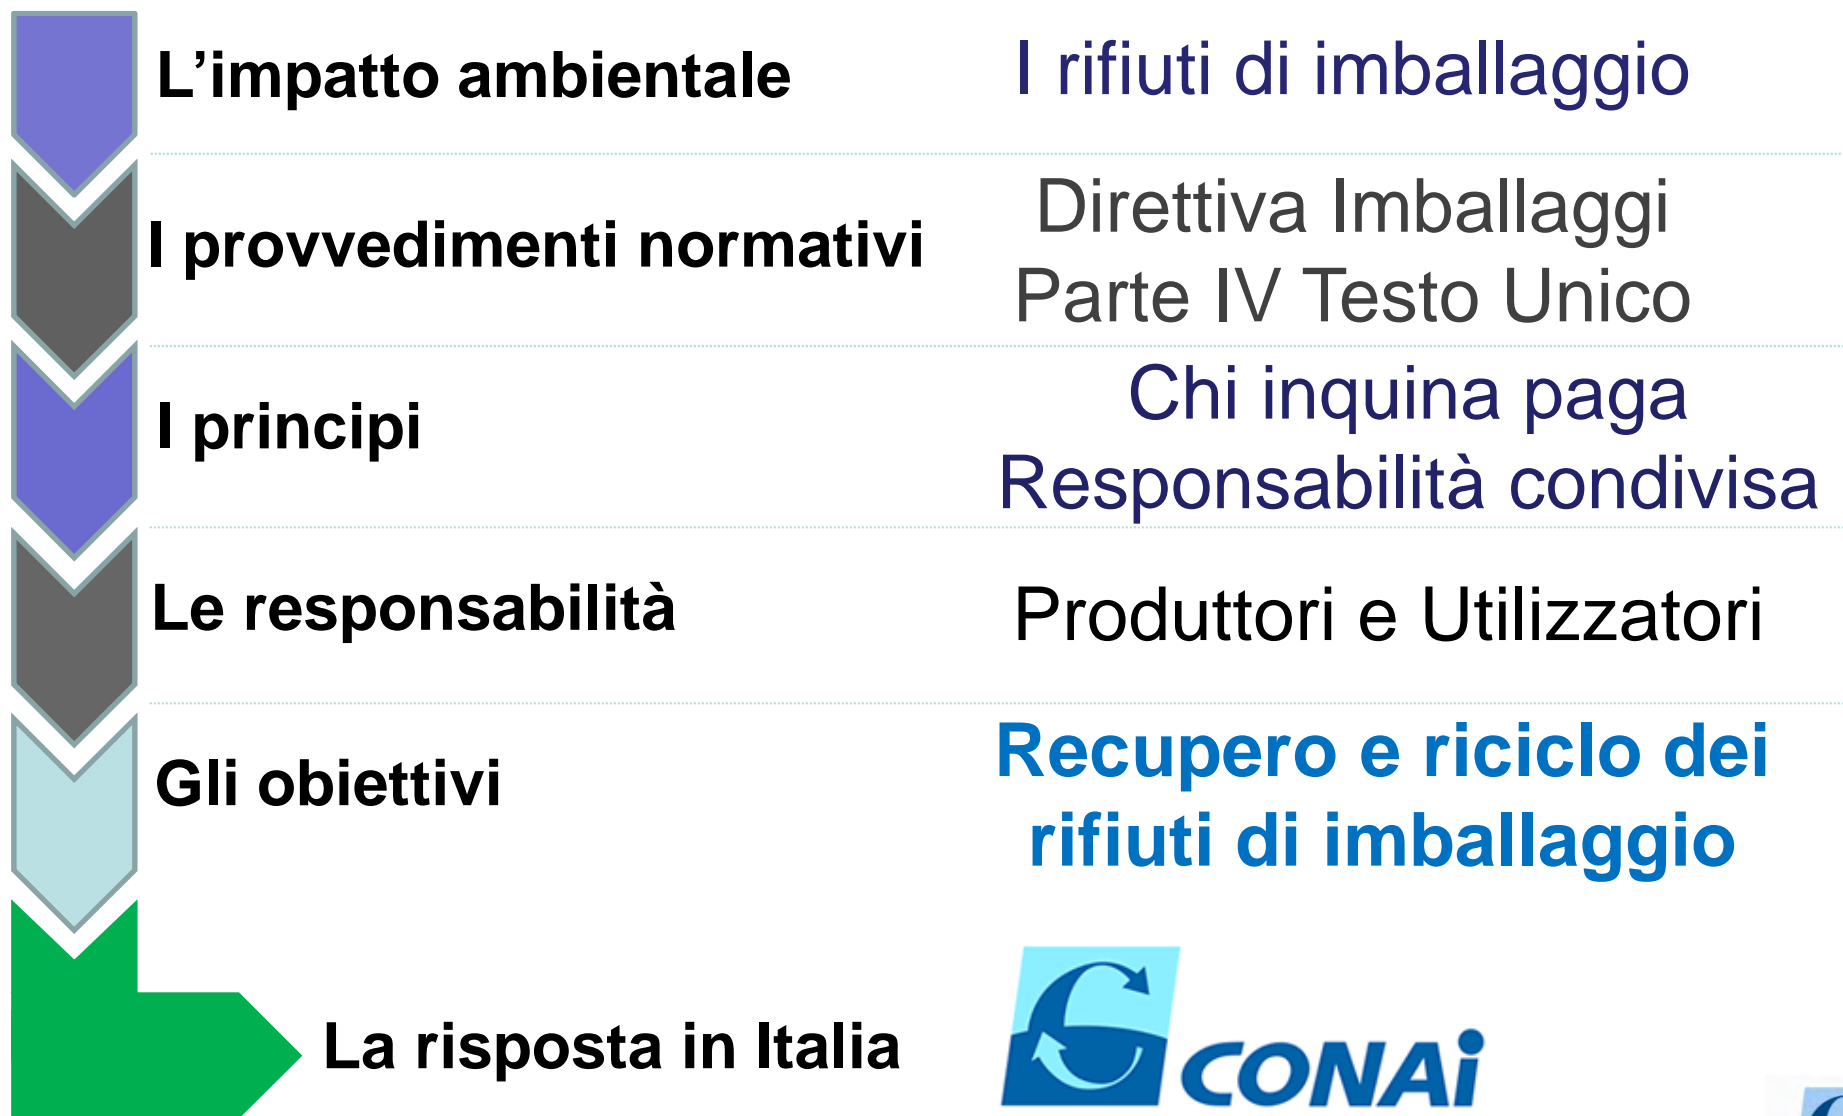 L’impatto ambientale
I rifiuti di imballaggio
I provvedimenti normativi
Direttiva Imballaggi
Parte IV Testo Unico
I principi
Chi inquina paga
Responsabilità condivisa
Le responsabilità
Produttori e Utilizzatori
Gli obiettivi
Recupero e riciclo dei
rifiuti di imballaggio
La risposta in Italia
CONAi